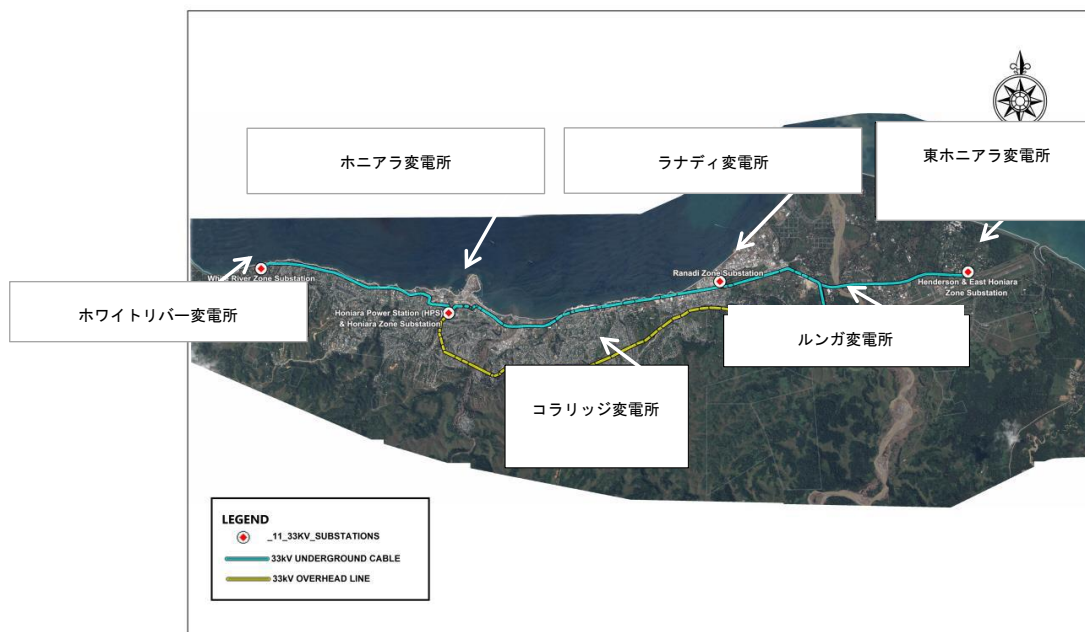 ホニアラ変電所
ラナディ変電所
東ホニアラ変電所
White River Zone Substation
Ranadi Zone Substation
Henderson & East Honiara
Zone Substation
ホワイトリバー変電所
Honiara Power Station (HPS)
& Honiara Zone Substation
ルンガ変電所
コラリッジ変電所
LEGEND
_11_33KV_SUBSTATIONS
33kV UNDERGROUND CABLE
33kV OVERHEAD LINE